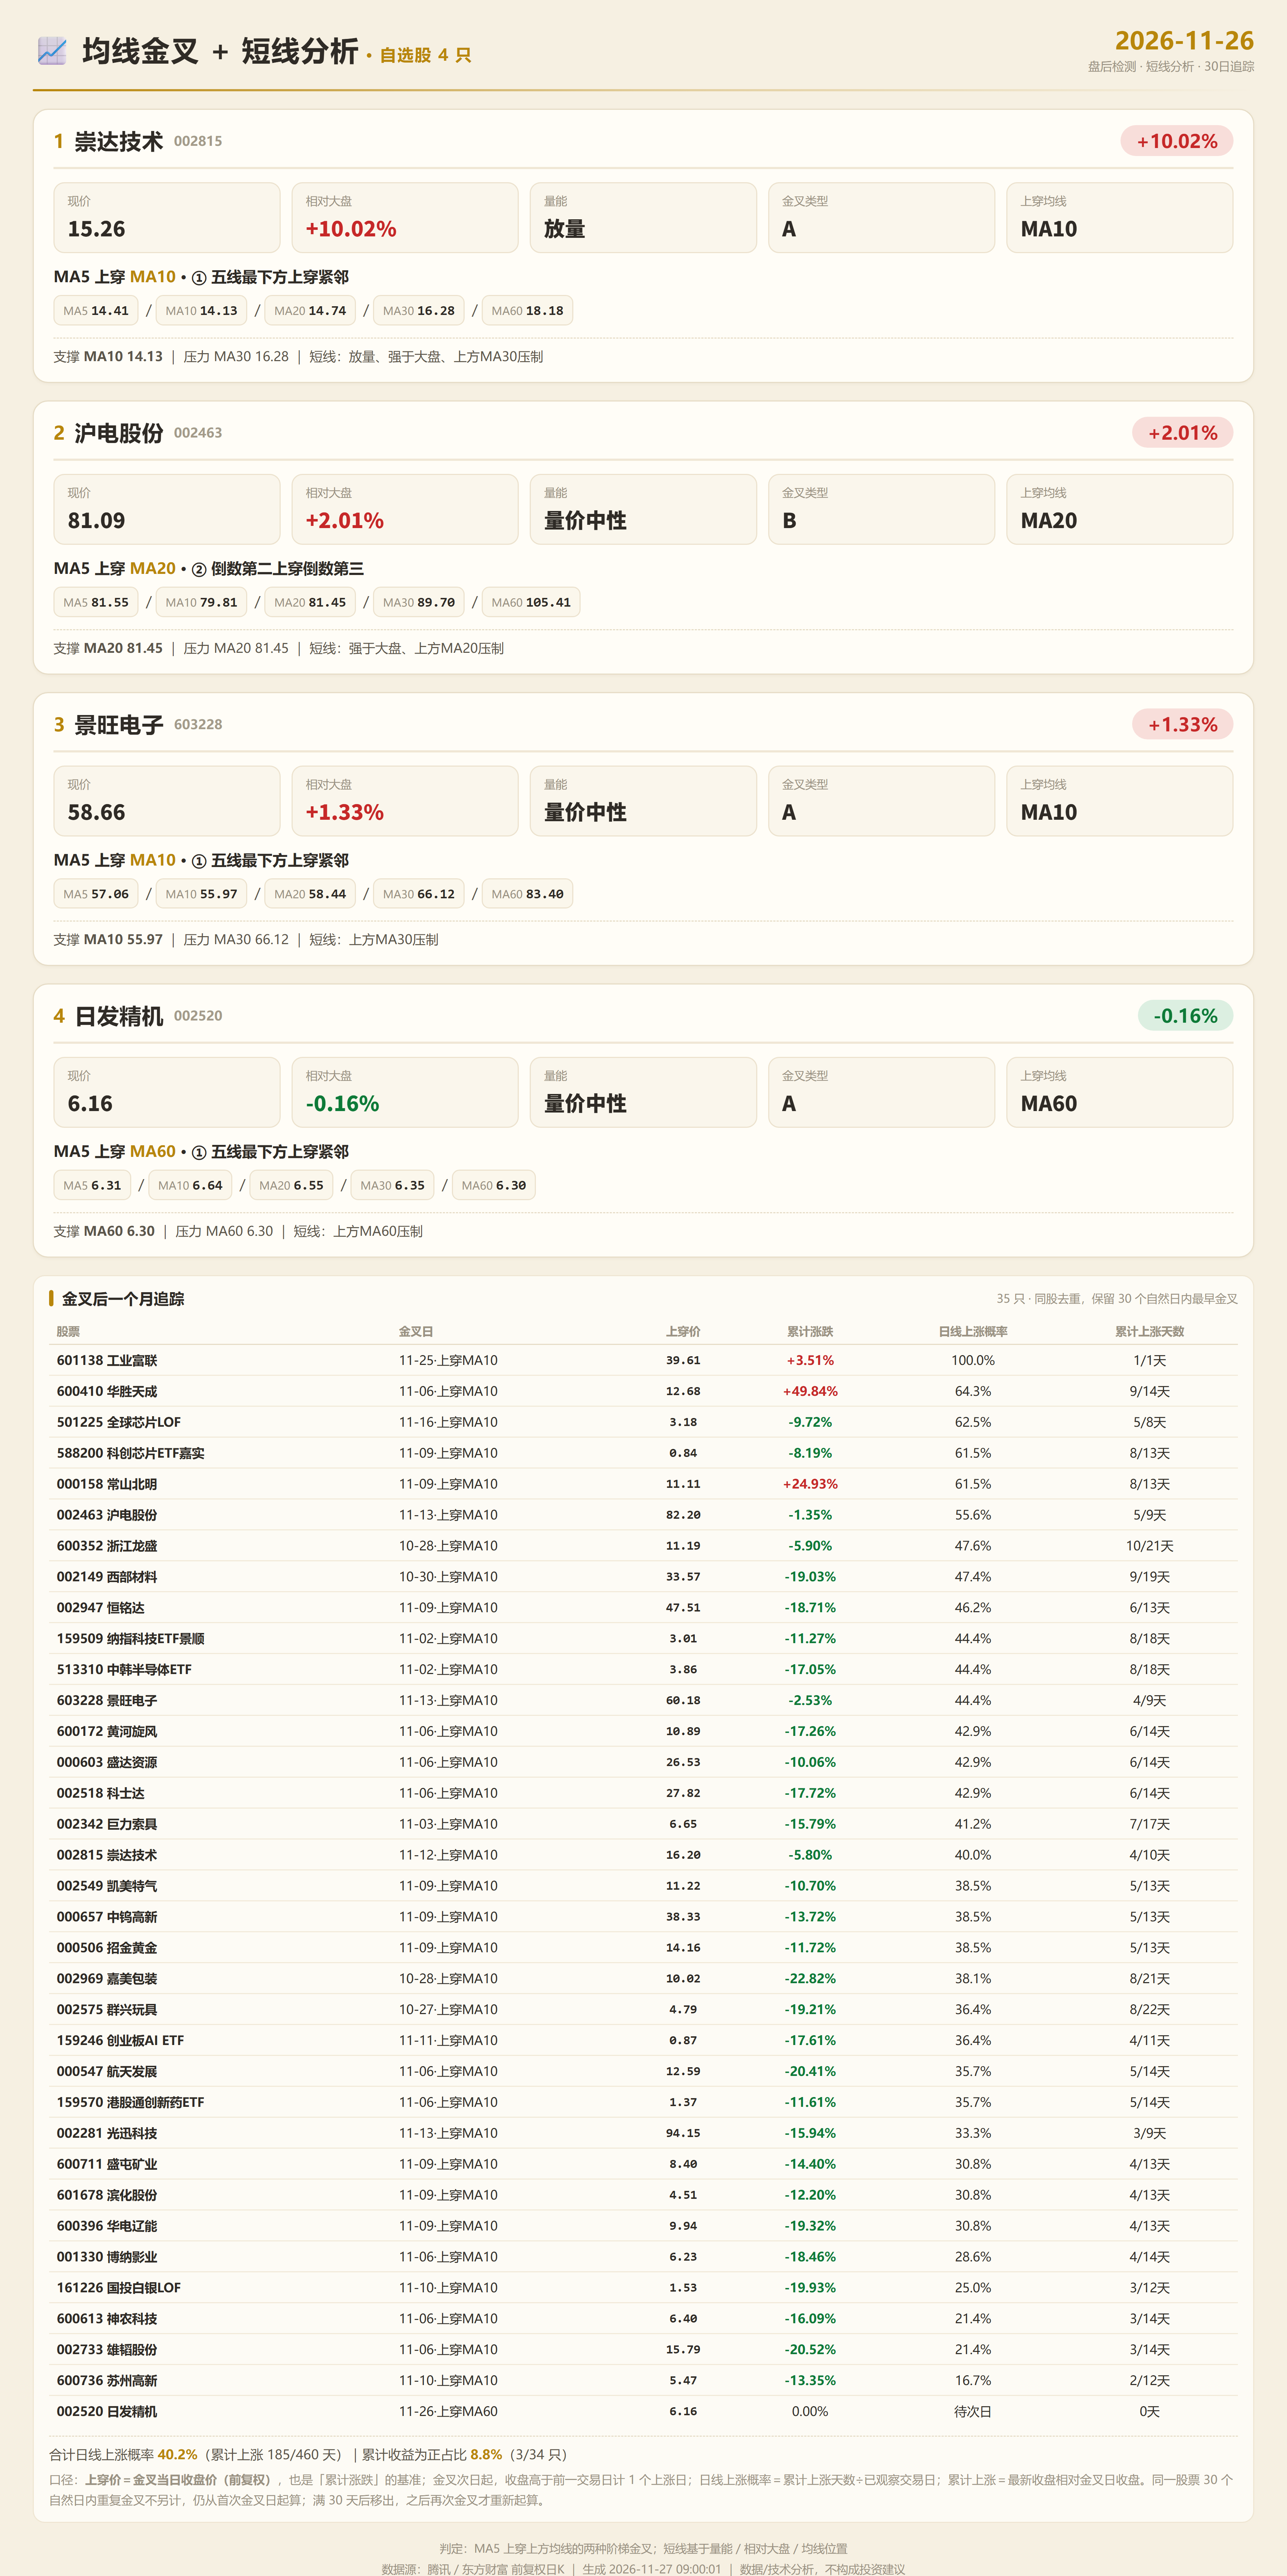 均线金叉 + 短线分析 · 自选股 4 只
2026-11-26
盘后检测 · 短线分析 · 30日追踪
1 崇达技术 002815 +10.02%
现价 相对大盘 量能 金叉类型 上穿均线
15.26 +10.02% 放量 A MA10
MA5 上穿 MA10 · ① 五线最下方上穿紧邻
MA5 14.41 / MA10 14.13 / MA20 14.74 / MA30 16.28 / MA60 18.18
支撑 MA10 14.13 | 压力 MA30 16.28 | 短线：放量、强于大盘、上方MA30压制
2 沪电股份 002463 +2.01%
现价 相对大盘 量能 金叉类型 上穿均线
81.09 +2.01% 量价中性 B MA20
MA5 上穿 MA20 · ② 倒数第二上穿倒数第三
MA5 81.55 / MA10 79.81 / MA20 81.45 / MA30 89.70 / MA60 105.41
支撑 MA20 81.45 | 压力 MA20 81.45 | 短线：强于大盘、上方MA20压制
3 景旺电子 603228 +1.33%
现价 相对大盘 量能 金叉类型 上穿均线
58.66 +1.33% 量价中性 A MA10
MA5 上穿 MA10 · ① 五线最下方上穿紧邻
MA5 57.06 / MA10 55.97 / MA20 58.44 / MA30 66.12 / MA60 83.40
支撑 MA10 55.97 | 压力 MA30 66.12 | 短线：上方MA30压制
4 日发精机 002520 -0.16%
现价 相对大盘 量能 金叉类型 上穿均线
6.16 -0.16% 量价中性 A MA60
MA5 上穿 MA60 · ① 五线最下方上穿紧邻
MA5 6.31 / MA10 6.64 / MA20 6.55 / MA30 6.35 / MA60 6.30
支撑 MA60 6.30 | 压力 MA60 6.30 | 短线：上方MA60压制
金叉后一个月追踪 35 只 · 同股去重，保留 30 个自然日内最早金叉
股票 金叉日 上穿价 累计涨跌 日线上涨概率 累计上涨天数
601138 工业富联 11-25·上穿MA10 39.61 +3.51% 100.0% 1/1天
600410 华胜天成 11-06·上穿MA10 12.68 +49.84% 64.3% 9/14天
501225 全球芯片LOF 11-16·上穿MA10 3.18 -9.72% 62.5% 5/8天
588200 科创芯片ETF嘉实 11-09·上穿MA10 0.84 -8.19% 61.5% 8/13天
000158 常山北明 11-09·上穿MA10 11.11 +24.93% 61.5% 8/13天
002463 沪电股份 11-13·上穿MA10 82.20 -1.35% 55.6% 5/9天
600352 浙江龙盛 10-28·上穿MA10 11.19 -5.90% 47.6% 10/21天
002149 西部材料 10-30·上穿MA10 33.57 -19.03% 47.4% 9/19天
002947 恒铭达 11-09·上穿MA10 47.51 -18.71% 46.2% 6/13天
159509 纳指科技ETF景顺 11-02·上穿MA10 3.01 -11.27% 44.4% 8/18天
513310 中韩半导体ETF 11-02·上穿MA10 3.86 -17.05% 44.4% 8/18天
603228 景旺电子 11-13·上穿MA10 60.18 -2.53% 44.4% 4/9天
600172 黄河旋风 11-06·上穿MA10 10.89 -17.26% 42.9% 6/14天
000603 盛达资源 11-06·上穿MA10 26.53 -10.06% 42.9% 6/14天
002518 科士达 11-06·上穿MA10 27.82 -17.72% 42.9% 6/14天
002342 巨力索具 11-03·上穿MA10 6.65 -15.79% 41.2% 7/17天
002815 崇达技术 11-12·上穿MA10 16.20 -5.80% 40.0% 4/10天
002549 凯美特气 11-09·上穿MA10 11.22 -10.70% 38.5% 5/13天
000657 中钨高新 11-09·上穿MA10 38.33 -13.72% 38.5% 5/13天
000506 招金黄金 11-09·上穿MA10 14.16 -11.72% 38.5% 5/13天
002969 嘉美包装 10-28·上穿MA10 10.02 -22.82% 38.1% 8/21天
002575 群兴玩具 10-27·上穿MA10 4.79 -19.21% 36.4% 8/22天
159246 创业板AI ETF 11-11·上穿MA10 0.87 -17.61% 36.4% 4/11天
000547 航天发展 11-06·上穿MA10 12.59 -20.41% 35.7% 5/14天
159570 港股通创新药ETF 11-06·上穿MA10 1.37 -11.61% 35.7% 5/14天
002281 光迅科技 11-13·上穿MA10 94.15 -15.94% 33.3% 3/9天
600711 盛屯矿业 11-09·上穿MA10 8.40 -14.40% 30.8% 4/13天
601678 滨化股份 11-09·上穿MA10 4.51 -12.20% 30.8% 4/13天
600396 华电辽能 11-09·上穿MA10 9.94 -19.32% 30.8% 4/13天
001330 博纳影业 11-06·上穿MA10 6.23 -18.46% 28.6% 4/14天
161226 国投白银LOF 11-10·上穿MA10 1.53 -19.93% 25.0% 3/12天
600613 神农科技 11-06·上穿MA10 6.40 -16.09% 21.4% 3/14天
002733 雄韬股份 11-06·上穿MA10 15.79 -20.52% 21.4% 3/14天
600736 苏州高新 11-10·上穿MA10 5.47 -13.35% 16.7% 2/12天
002520 日发精机 11-26·上穿MA60 6.16 0.00% 待次日 0天
合计日线上涨概率 40.2%（累计上涨 185/460 天）｜累计收益为正占比 8.8%（3/34 只）
口径：上穿价＝金叉当日收盘价（前复权），也是「累计涨跌」的基准；金叉次日起，收盘高于前一交易日计 1 个上涨日；日线上涨概率＝累计上涨天数÷已观察交易日；累计上涨＝最新收盘相对金叉日收盘。同一股票 30 个
自然日内重复金叉不另计，仍从首次金叉日起算；满 30 天后移出，之后再次金叉才重新起算。
判定：MA5 上穿上方均线的两种阶梯金叉；短线基于量能 / 相对大盘 / 均线位置
数据源：腾讯 / 东方财富 前复权日K ｜ 生成 2026-11-27 09:00:01 ｜ 数据/技术分析，不构成投资建议